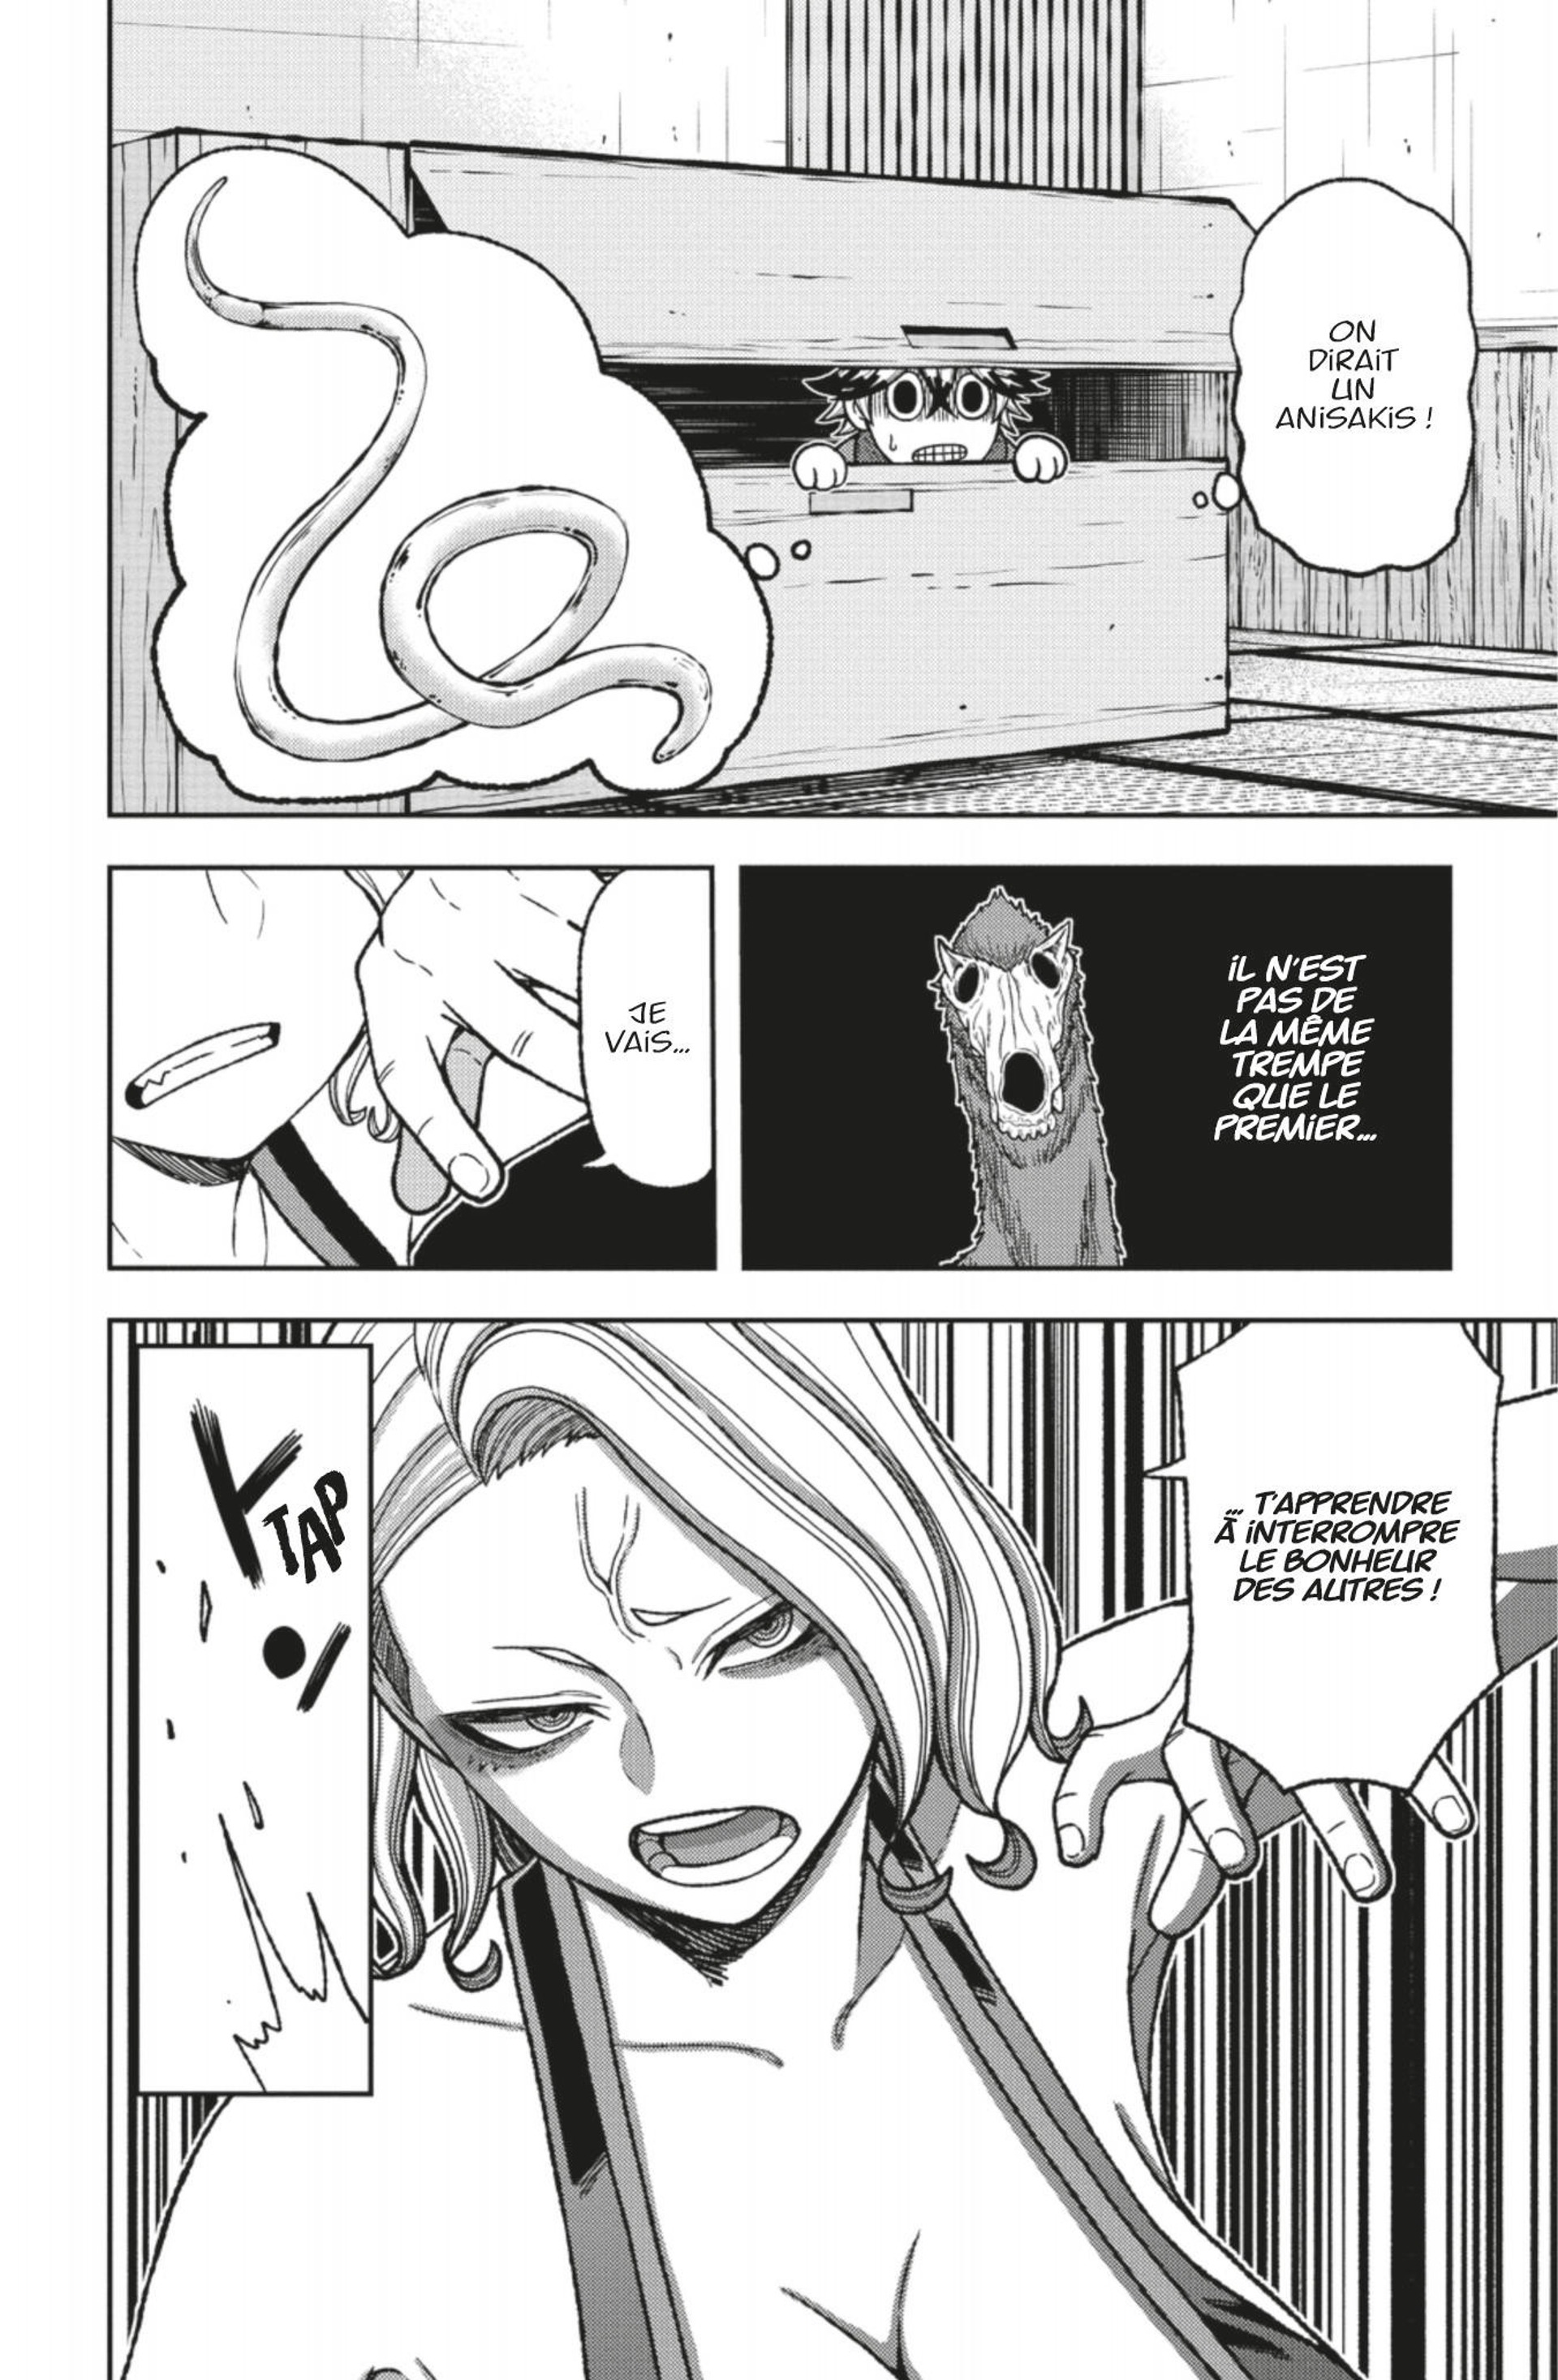 ON
DiRAiT
UN
ANiSAKiS !
iL N'EST
PAS DE
LA MÊME
TREMPE
QUE LE
PREMiER...
JE
VAiS...
... T'APPRENDRE
À iNTERROMPRE
LE BONHEUR
DES AUTRES !
TAP